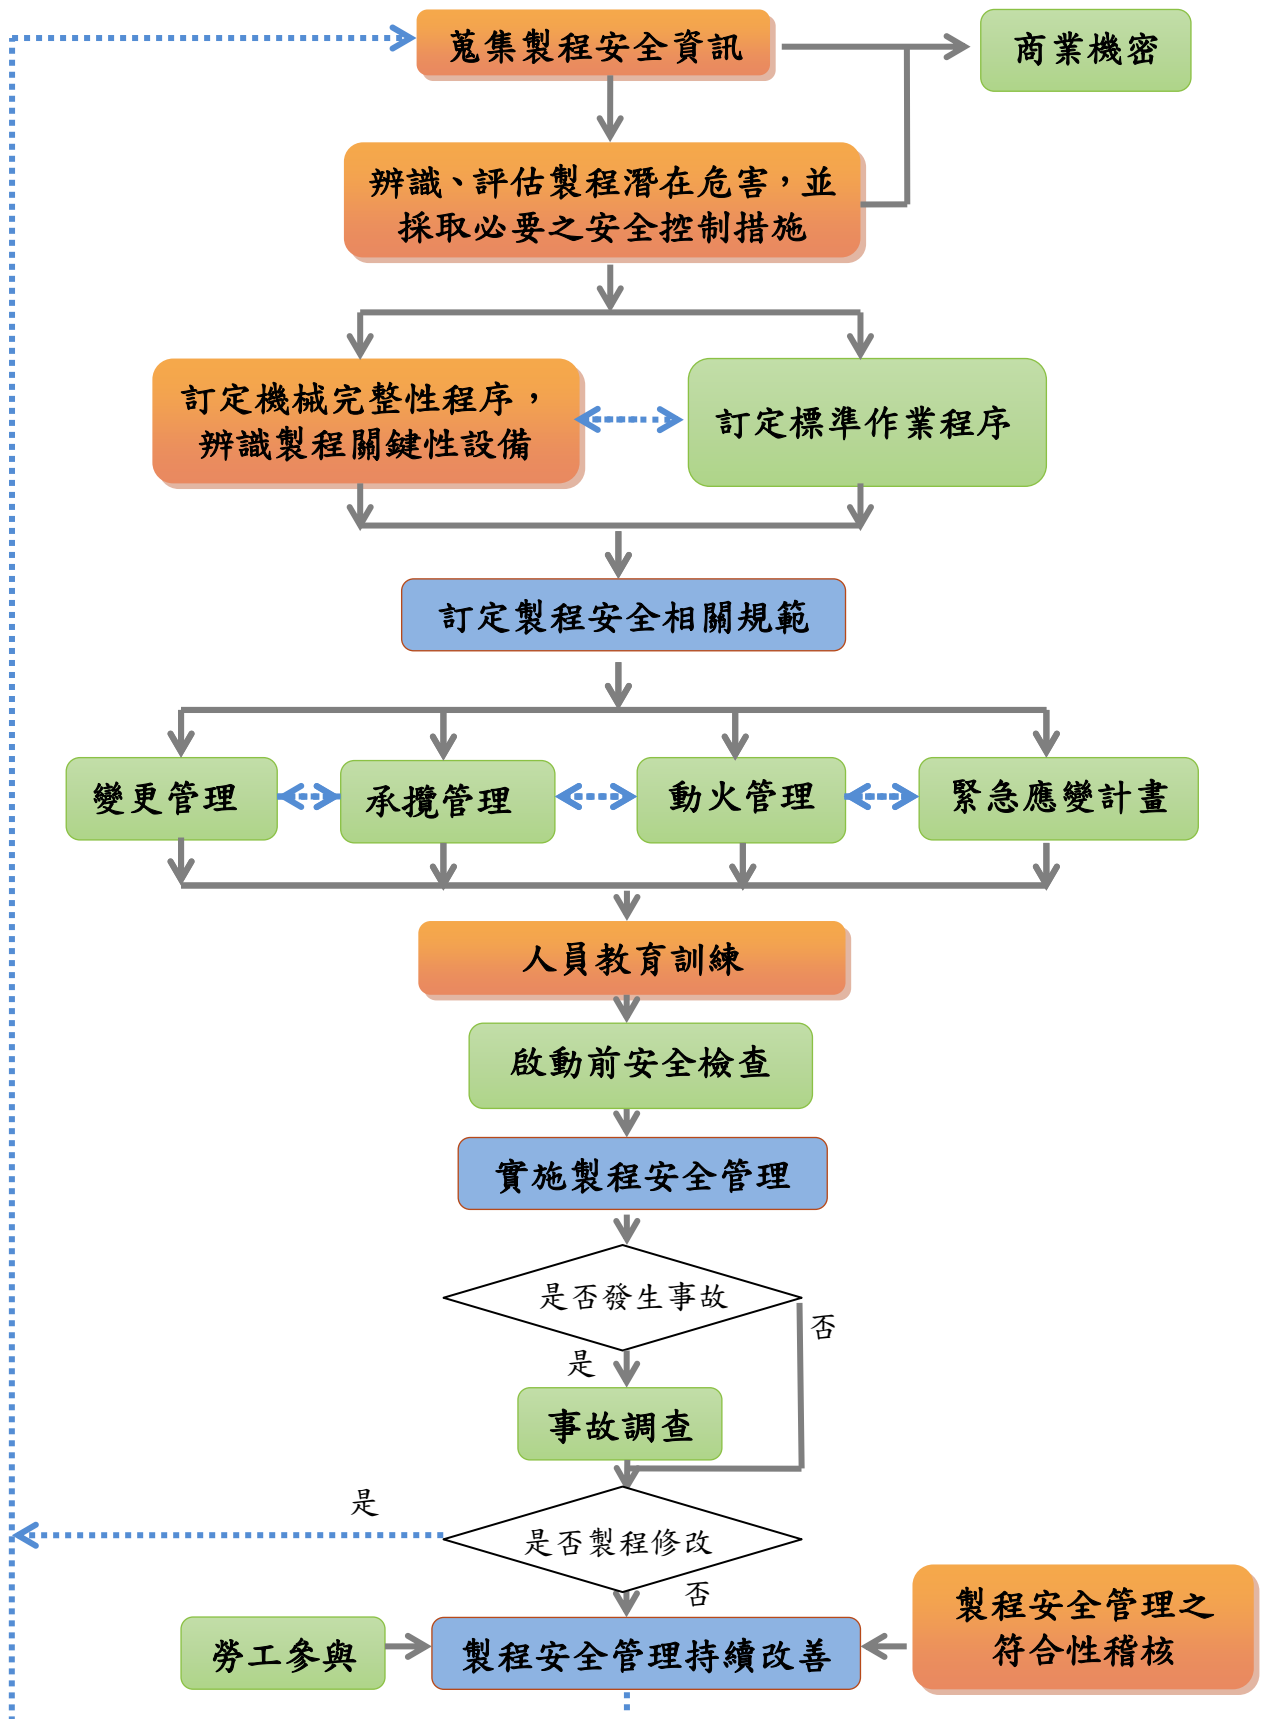 蒐集製程安全資訊
商業機密
辨識、評估製程潛在危害，並
採取必要之安全控制措施
訂定機械完整性程序，
辨識製程關鍵性設備
訂定標準作業程序
訂定製程安全相關規範
變更管理
承攬管理
動火管理
緊急應變計畫
人員教育訓練
啟動前安全檢查
實施製程安全管理
是否發生事故
否
是
事故調查
是
是否製程修改
否
製程安全管理之
符合性稽核
勞工參與
製程安全管理持續改善